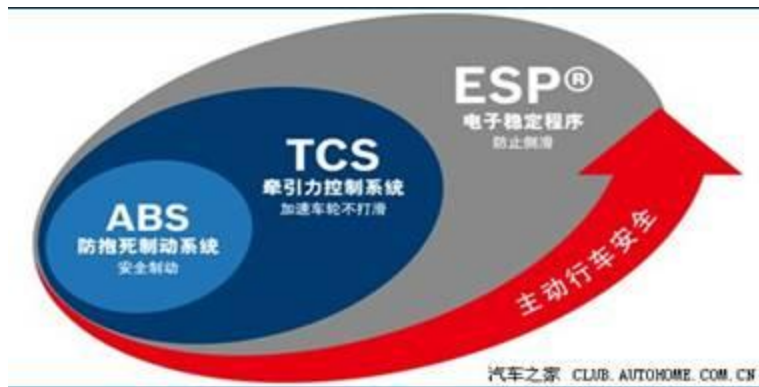 ESP®
电子稳定程序
防止侧滑
TCS
牵引力控制系统
加速车轮不打滑
ABS
防抱死制动系统
安全制动
主动行车安全
汽车之家 CLUB.AUTOHOME.COM.CN